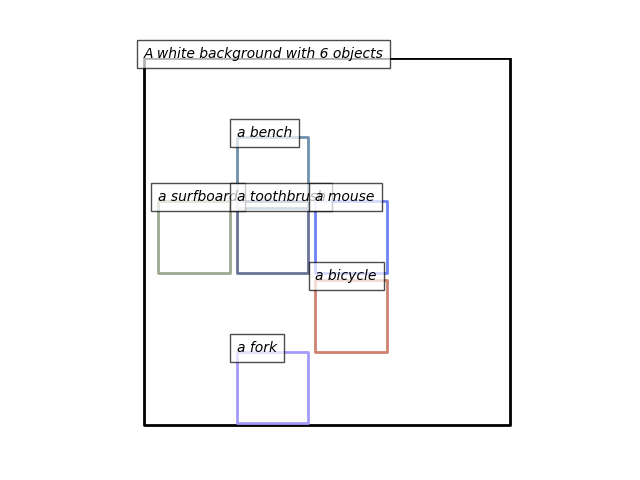 A white background with 6 objects
a bench
a surfboard
a toothbrush
a mouse
a bicycle
a fork